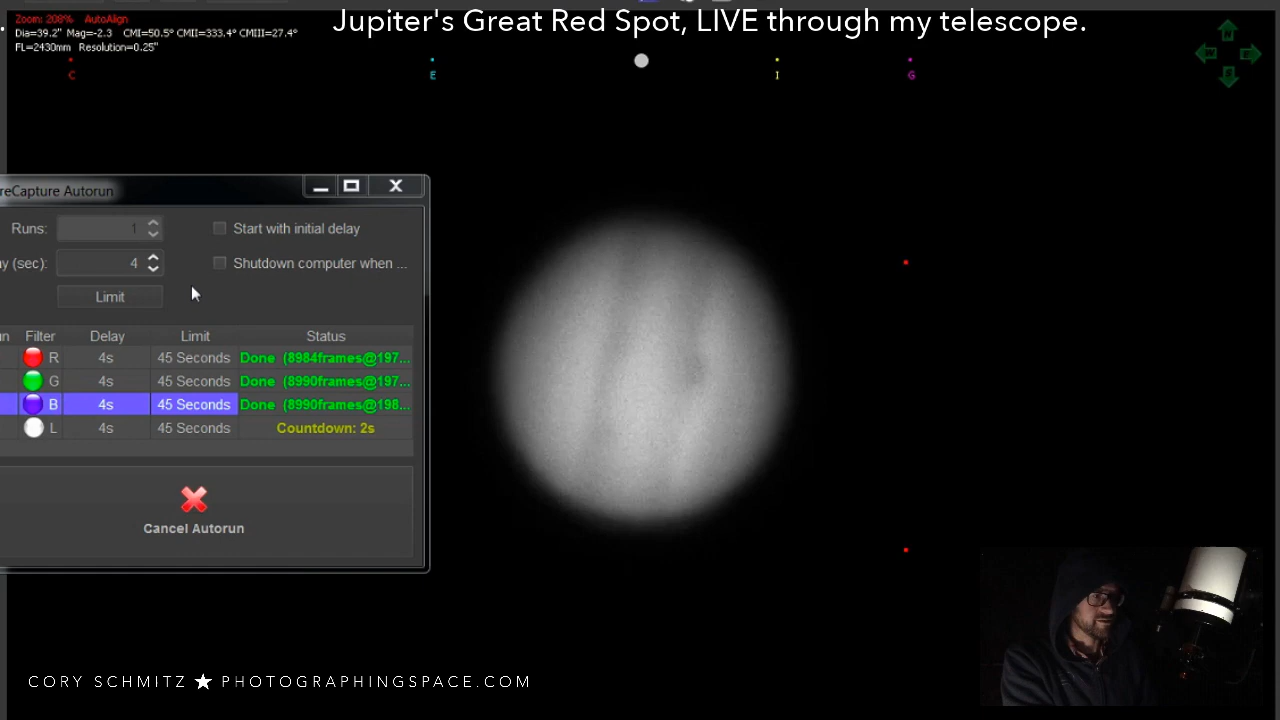 Jupiter's Great Red Spot, LIVE through my telescope.
Zoom: 208% AutoAlign
Dia=39.2" Mag=-2.3 CMI=50.5° CMII=333.4° CMIII=27.4°
FL=2430mm Resolution=0.25"
C E I G
reCapture Autorun
Runs: 1 Start with initial delay
y (sec): 4 Shutdown computer when ...
Limit
n Filter Delay Limit Status
R 4s 45 Seconds Done (8984frames@197...
G 4s 45 Seconds Done (8990frames@197...
B 4s 45 Seconds Done (8990frames@198...
L 4s 45 Seconds Countdown: 2s
Cancel Autorun
CORY SCHMITZ ★ PHOTOGRAPHINGSPACE.COM